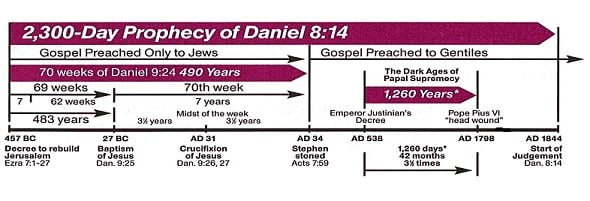 2,300-Day Prophecy of Daniel 8:14
Gospel Preached Only to Jews
Gospel Preached to Gentiles
70 weeks of Daniel 9:24 490 Years
The Dark Ages of
Papal Supremecy
69 weeks
70th week
1,260 Years*
7
62 weeks
7 years
483 years
3½ years
Midst of the week
3½ years
Emperor Justinian's
Decree
Pope Pius VI
"head wound"
457 BC
27 BC
AD 31
AD 34
AD 538
AD 1798
AD 1844
Decree to rebuild
Jerusalem
Ezra 7:1-27
Baptism
of Jesus
Dan. 9:25
Crucifixion
of Jesus
Dan. 9:26, 27
Stephen
stoned
Acts 7:59
1,260 days*
42 months
3½ times
Start of
Judgement
Dan. 8:14